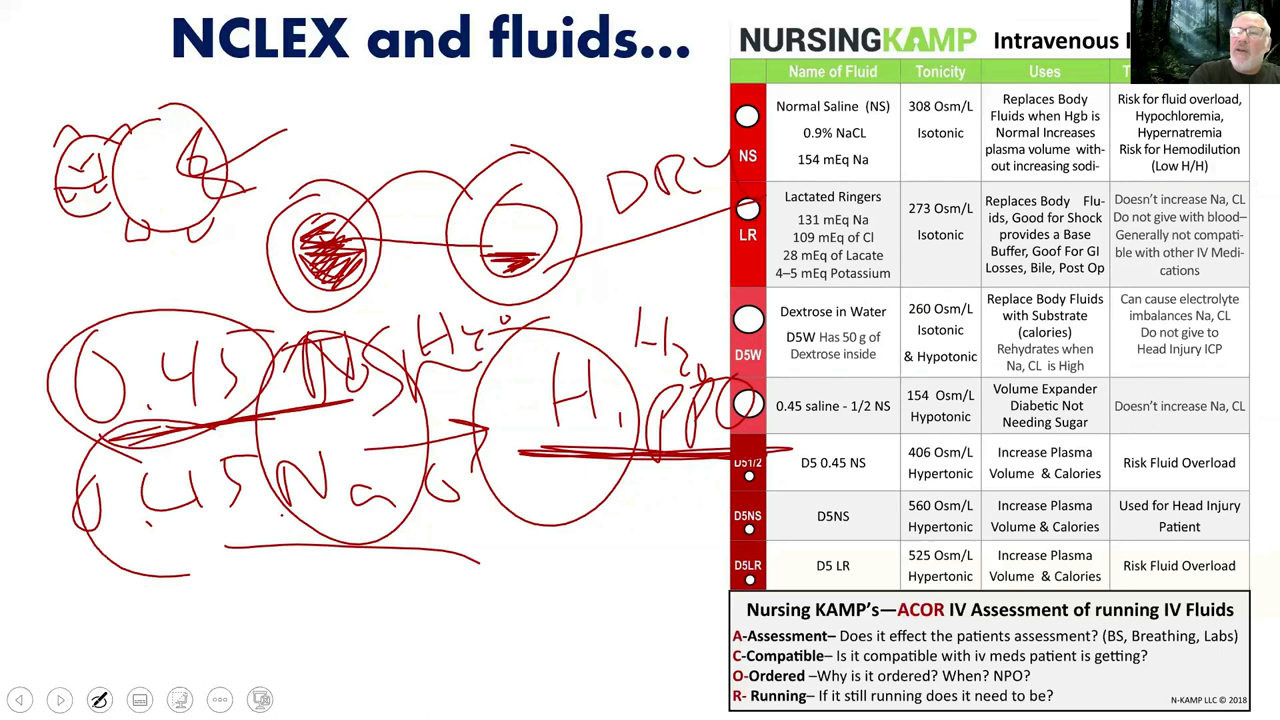 NCLEX and fluids...
DRY
0.45 NS
H20
H20
H
PPO
0.45 Na
NURSINGKAMP Intravenous
Name of Fluid Tonicity Uses
NS
Normal Saline (NS)
0.9% NaCL
154 mEq Na
308 Osm/L
Isotonic
Replaces Body
Fluids when Hgb is
Normal Increases
plasma volume with-
out increasing sodi-
Risk for fluid overload,
Hypochloremia,
Hypernatremia
Risk for Hemodilution
(Low H/H)
LR
Lactated Ringers
131 mEq Na
109 mEq of Cl
28 mEq of Lacate
4–5 mEq Potassium
273 Osm/L
Isotonic
Replaces Body Flu-
ids, Good for Shock
provides a Base
Buffer, Goof For GI
Losses, Bile, Post Op
Doesn't increase Na, CL
Do not give with blood–
Generally not compati-
ble with other IV Medi-
cations
D5W
Dextrose in Water
D5W Has 50 g of
Dextrose inside
260 Osm/L
Isotonic
& Hypotonic
Replace Body Fluids
with Substrate
(calories)
Rehydrates when
Na, CL is High
Can cause electrolyte
imbalances Na, CL
Do not give to
Head Injury ICP
0.45 saline - 1/2 NS
154 Osm/L
Hypotonic
Volume Expander
Diabetic Not
Needing Sugar
Doesn't increase Na, CL
D51/2
D5 0.45 NS
406 Osm/L
Hypertonic
Increase Plasma
Volume & Calories
Risk Fluid Overload
D5NS
D5NS
560 Osm/L
Hypertonic
Increase Plasma
Volume & Calories
Used for Head Injury
Patient
D5LR
D5 LR
525 Osm/L
Hypertonic
Increase Plasma
Volume & Calories
Risk Fluid Overload
Nursing KAMP's—ACOR IV Assessment of running IV Fluids
A-Assessment– Does it effect the patients assessment? (BS, Breathing, Labs)
C-Compatible– Is it compatible with iv meds patient is getting?
O-Ordered –Why is it ordered? When? NPO?
R- Running– If it still running does it need to be?
N-KAMP LLC © 2018